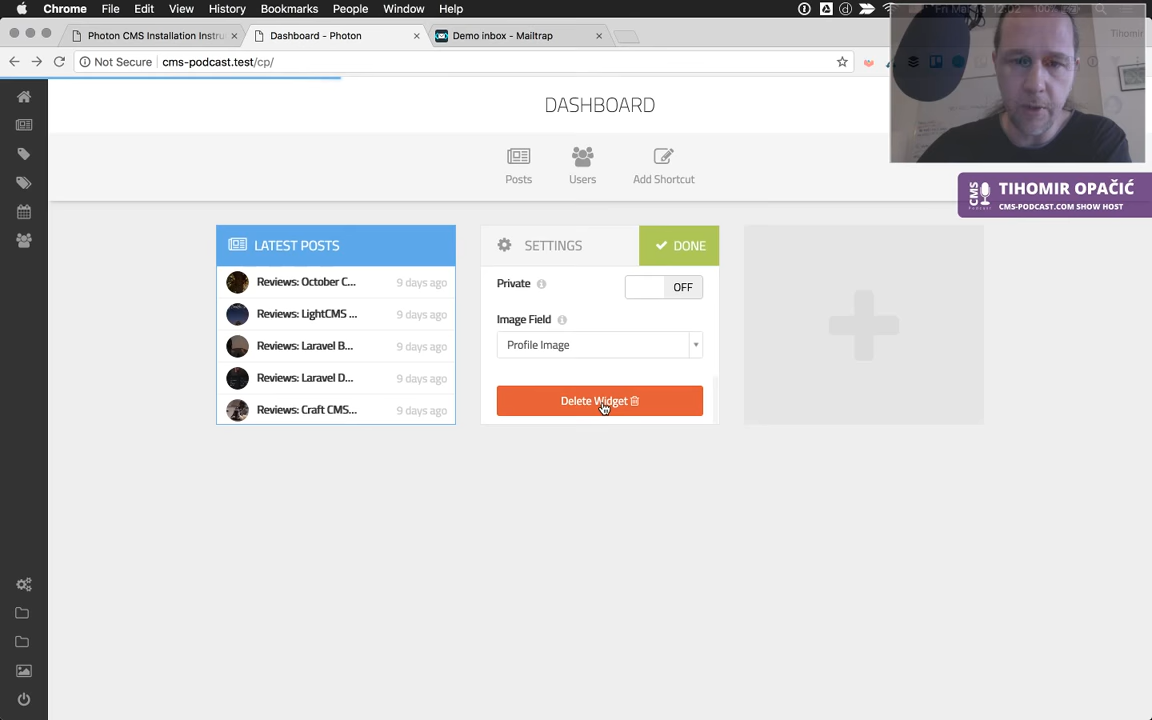 Chrome File Edit View History Bookmarks People Window Help
Photon CMS Installation Instru
Dashboard - Photon
Demo inbox - Mailtrap
Tihomir
Not Secure cms-podcast.test/cp/
DASHBOARD
Posts
Users
Add Shortcut
TIHOMIR OPAČIĆ
CMS-PODCAST.COM SHOW HOST
CMS
Podcast
LATEST POSTS
Reviews: October C... 9 days ago
Reviews: LightCMS ... 9 days ago
Reviews: Laravel B... 9 days ago
Reviews: Laravel D... 9 days ago
Reviews: Craft CMS... 9 days ago
SETTINGS
DONE
Private
OFF
Image Field
Profile Image
Delete Widget